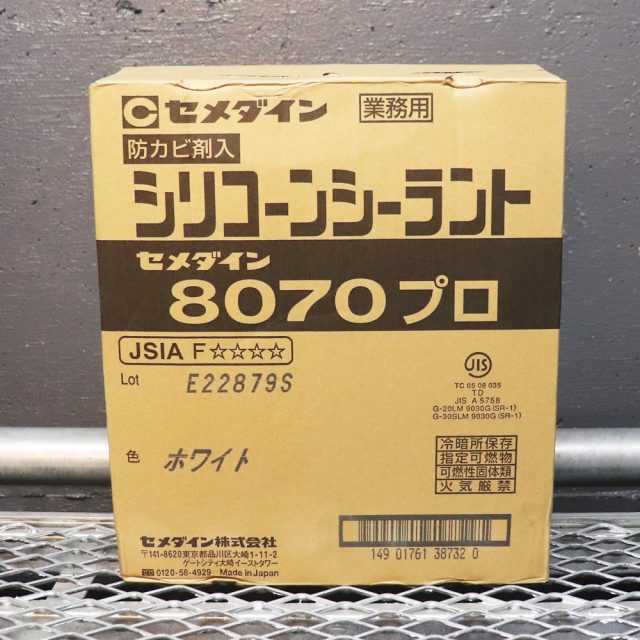 C セメダイン 業務用
防カビ剤入
シリコーンシーラント
セメダイン
8070プロ
JSIA F☆☆☆☆
Lot E22879S
JIS
TC 05 08 035
TD
JIS A 5758
G-20LM 9030G (SR-1)
G-30SLM 9030G (SR-1)
色 ホワイト
冷暗所保存
指定可燃物
可燃性固体類
火気厳禁
セメダイン株式会社
〒141-8620東京都品川区大崎1-11-2
ゲートシティ大崎イーストタワー
0120-58-4929 Made in Japan
149 01761 38732 0